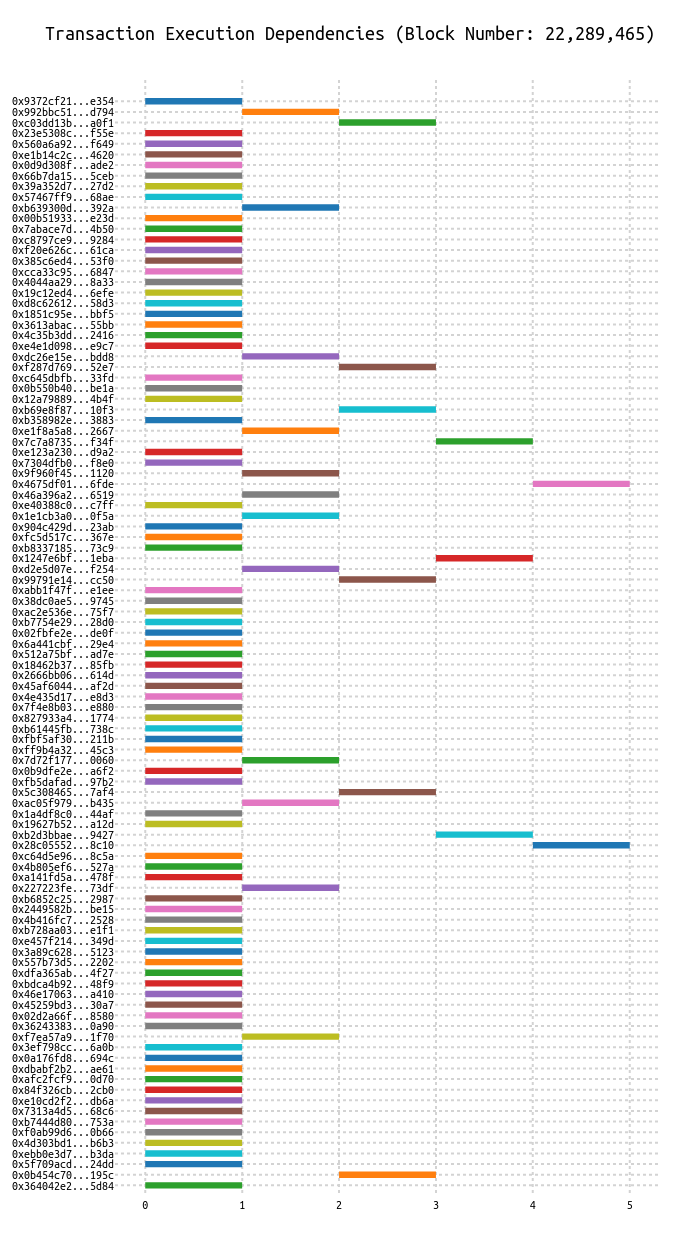 Transaction Execution Dependencies (Block Number: 22,289,465)
0x9372cf21...e354
0x992bbc51...d794
0xc03dd13b...a0f1
0x23e5308c...f55e
0x560a6a92...f649
0xe1b14c2c...4620
0x0d9d308f...ade2
0x66b7da15...5ceb
0x39a352d7...27d2
0x57467ff9...68ae
0xb639300d...392a
0x00b51933...e23d
0x7abace7d...4b50
0xc8797ce9...9284
0xf20e626c...61ca
0x385c6ed4...53f0
0xcca33c95...6847
0x4044aa29...8a33
0x19c12ed4...6efe
0xd8c62612...58d3
0x1851c95e...bbf5
0x3613abac...55bb
0x4c35b3dd...2416
0xe4e1d098...e9c7
0xdc26e15e...bdd8
0xf287d769...52e7
0xc645dbfb...33fd
0x0b550b40...be1a
0x12a79889...4b4f
0xb69e8f87...10f3
0xb358982e...3883
0xe1f8a5a8...2667
0x7c7a8735...f34f
0xe123a230...d9a2
0x7304dfb0...f8e0
0x9f960f45...1120
0x4675df01...6fde
0x46a396a2...6519
0xe40388c0...c7ff
0x1e1cb3a0...0f5a
0x904c429d...23ab
0xfc5d517c...367e
0xb8337185...73c9
0x1247e6bf...1eba
0xd2e5d07e...f254
0x99791e14...cc50
0xabb1f47f...e1ee
0x38dc0ae5...9745
0xac2e536e...75f7
0xb7754e29...28d0
0x02fbfe2e...de0f
0x6a441cbf...29e4
0x512a75bf...ad7e
0x18462b37...85fb
0x2666bb06...614d
0x45af6044...af2d
0x4e435d17...e8d3
0x7f4e8b03...e880
0x827933a4...1774
0xb61445fb...738c
0xfbf5af30...211b
0xff9b4a32...45c3
0x7d72f177...0060
0x0b9dfe2e...a6f2
0xfb5dafad...97b2
0x5c308465...7af4
0xac05f979...b435
0x1a4df8c0...44af
0x19627b52...a12d
0xb2d3bbae...9427
0x28c05552...8c10
0xc64d5e96...8c5a
0x4b805ef6...527a
0xa141fd5a...478f
0x227223fe...73df
0xb6852c25...2987
0x2449582b...be15
0x4b416fc7...2528
0xb728aa03...e1f1
0xe457f214...349d
0x3a89c628...5123
0x557b73d5...2202
0xdfa365ab...4f27
0xbdca4b92...48f9
0x46e17063...a410
0x45259bd3...30a7
0x02d2a66f...8580
0x36243383...0a90
0xf7ea57a9...1f70
0x3ef798cc...6a0b
0x0a176fd8...694c
0xdbabf2b2...ae61
0xafc2fcf9...0d70
0x84f326cb...2cb0
0xe10cd2f2...db6a
0x7313a4d5...68c6
0xb7444d80...753a
0xf0ab99d6...0b66
0x4d303bd1...b6b3
0xebb0e3d7...b3da
0x5f709acd...24dd
0x0b454c70...195c
0x364042e2...5d84
0 1 2 3 4 5